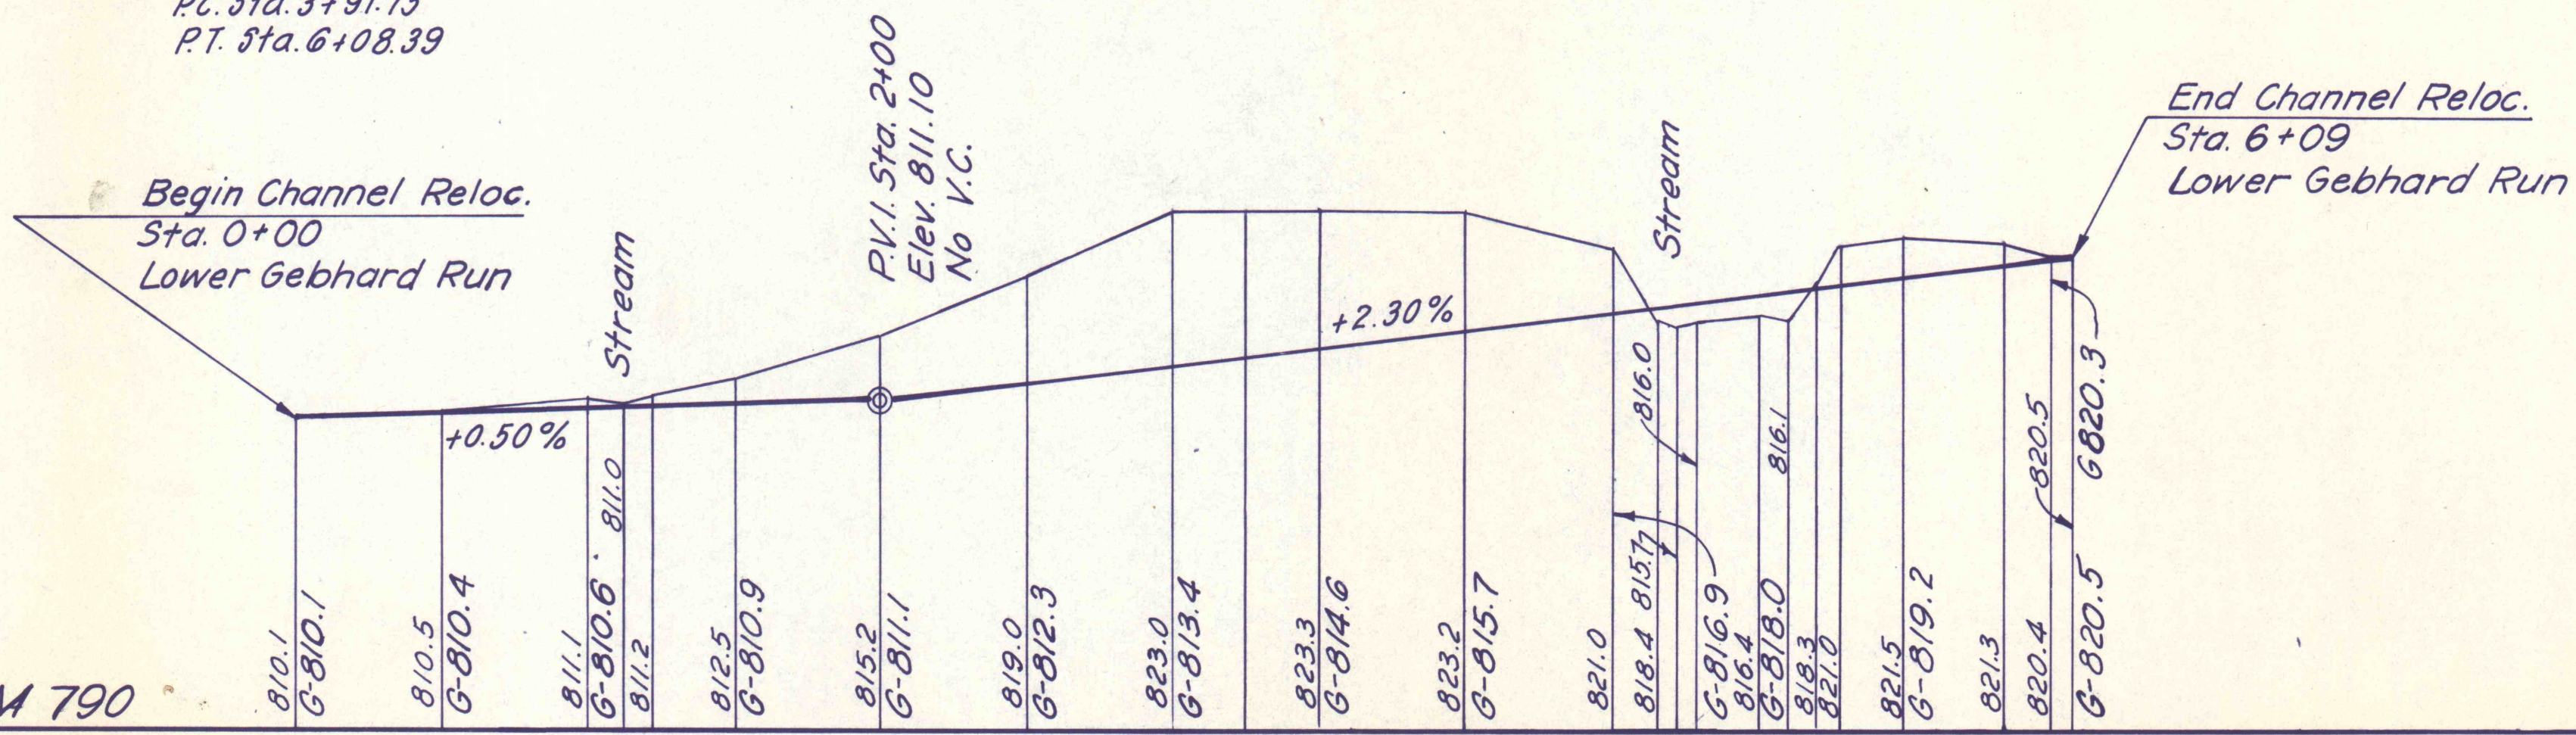 P.C. Sta. 3+91.73
P.T. Sta. 6+08.39
Begin Channel Reloc.
Sta. 0+00
Lower Gebhard Run
Stream
P.V.I. Sta. 2+00
Elev. 811.10
No V.C.
Stream
End Channel Reloc.
Sta. 6+09
Lower Gebhard Run
+0.50%
+2.30%
790
810.1
G-810.1
810.5
G-810.4
811.1
G-810.6
811.0
811.2
812.5
G-810.9
815.2
G-811.1
819.0
G-812.3
823.0
G-813.4
823.3
G-814.6
823.2
G-815.7
821.0
818.4
815.7
816.0
G-816.9
816.4
G-818.0
816.1
818.3
821.0
821.5
G-819.2
821.3
820.4
820.5
G820.3
G-820.5